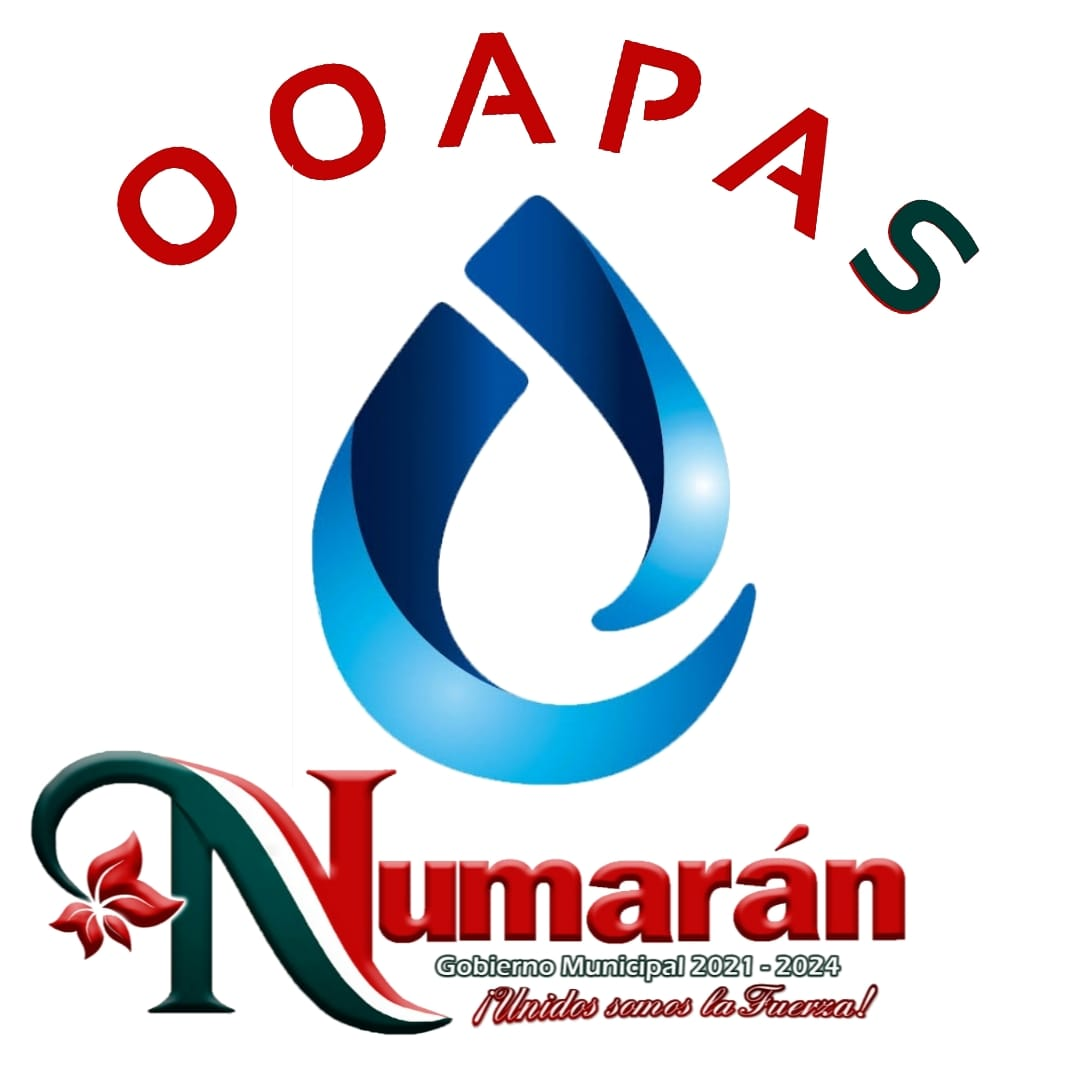 OOAPAS
Numarán
Gobierno Municipal 2021 - 2024
¡Unidos somos la Fuerza!